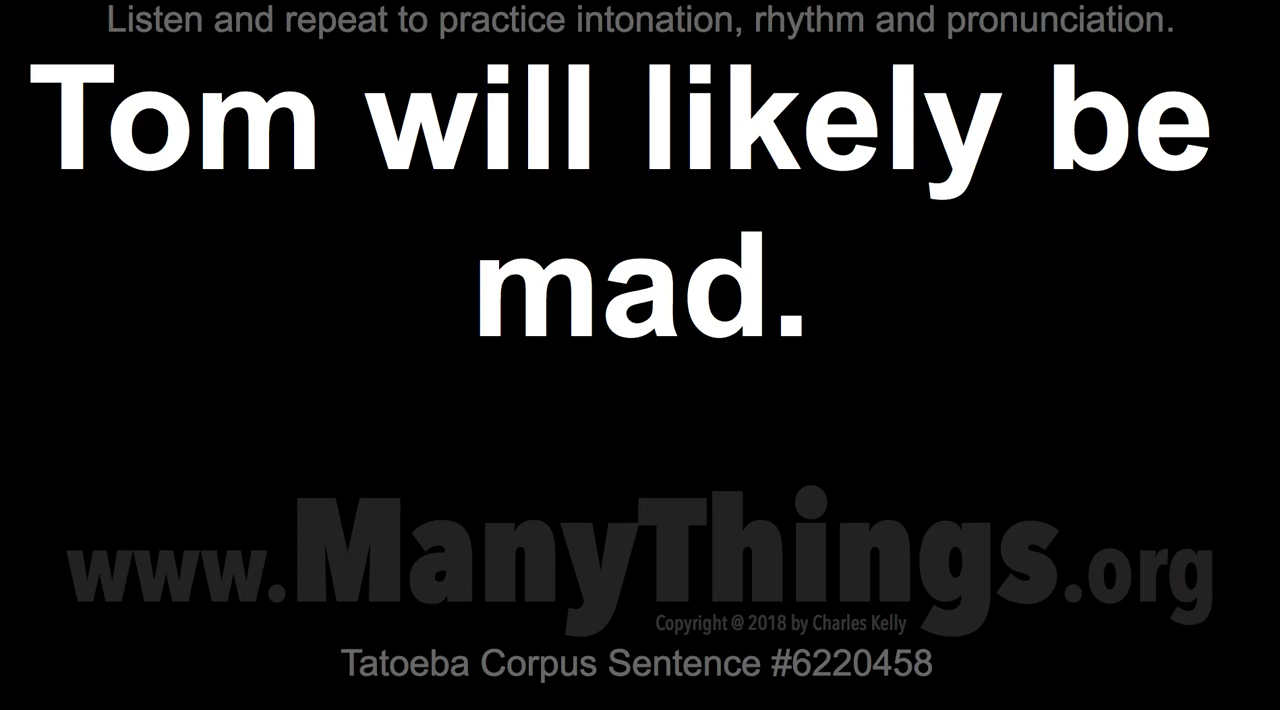 Listen and repeat to practice intonation, rhythm and pronunciation.
Tom will likely be
mad.
www.ManyThings.org
Copyright @ 2018 by Charles Kelly
Tatoeba Corpus Sentence #6220458